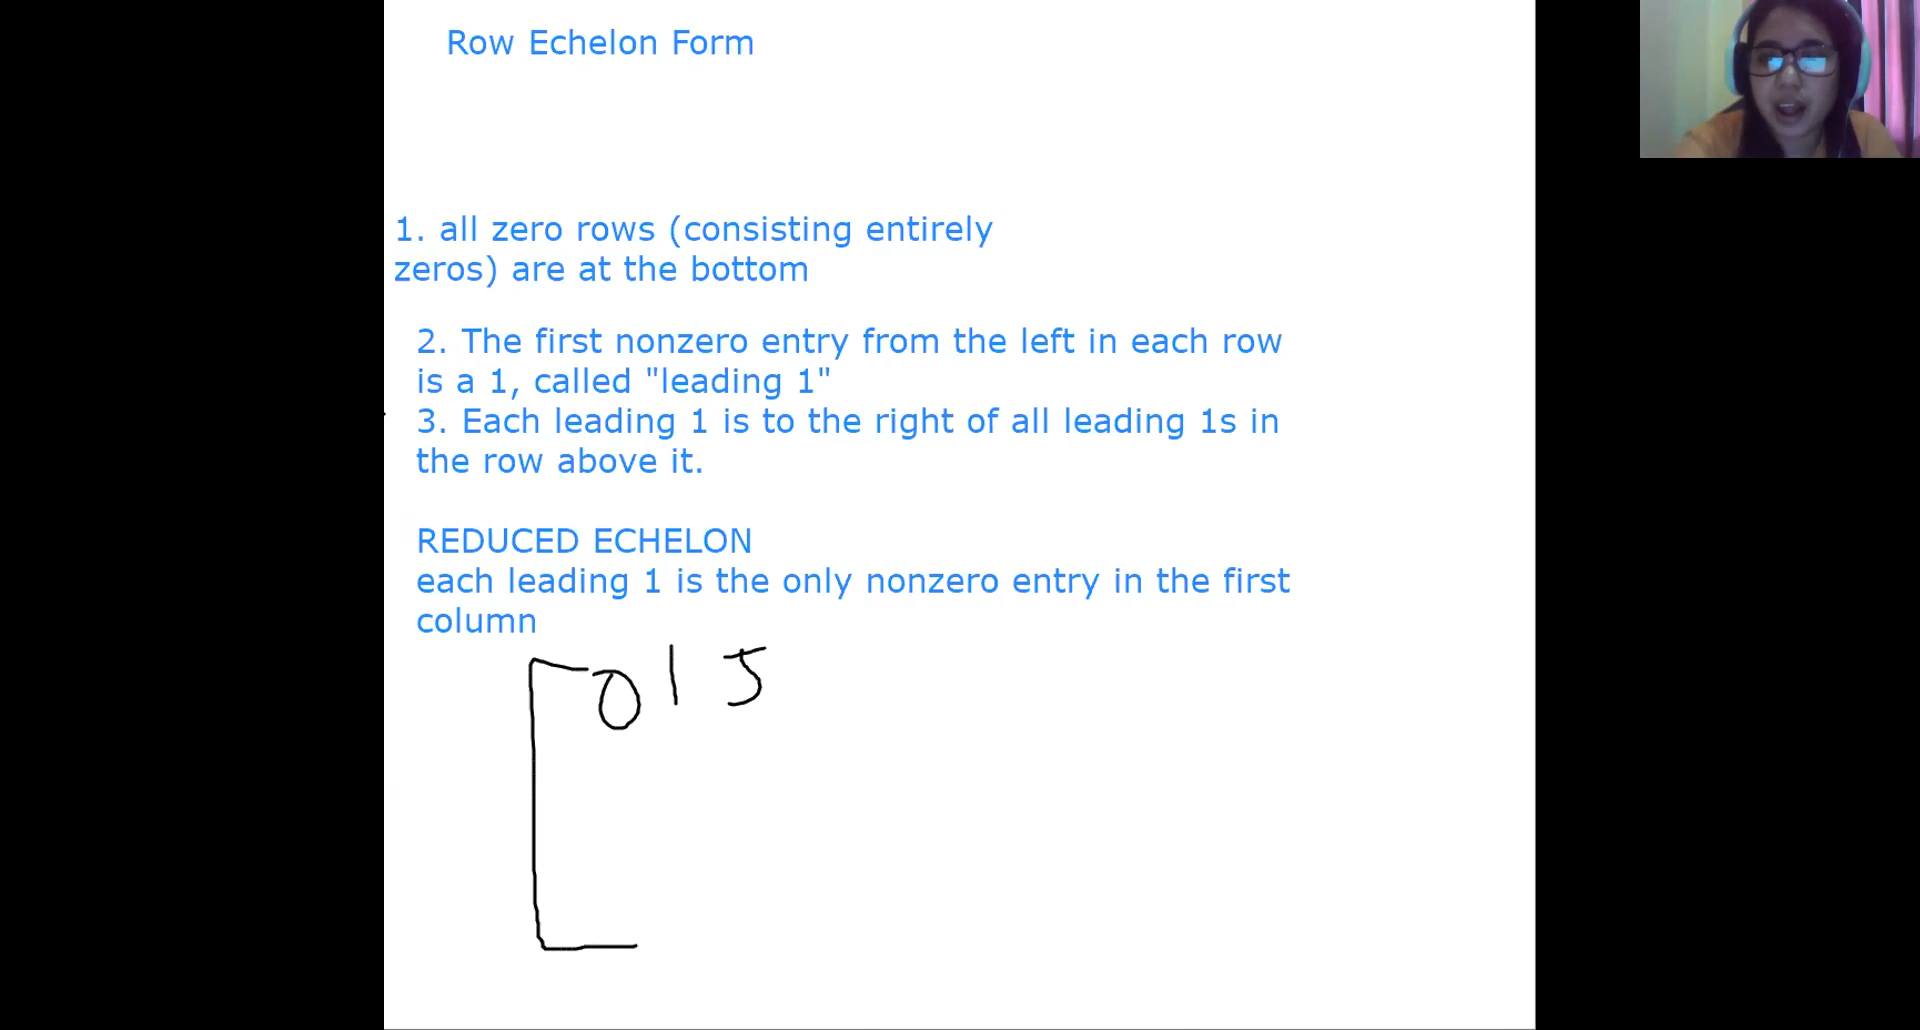 Row Echelon Form
1. all zero rows (consisting entirely
zeros) are at the bottom
2. The first nonzero entry from the left in each row
is a 1, called "leading 1"
3. Each leading 1 is to the right of all leading 1s in
the row above it.
REDUCED ECHELON
each leading 1 is the only nonzero entry in the first
column
0 1 5